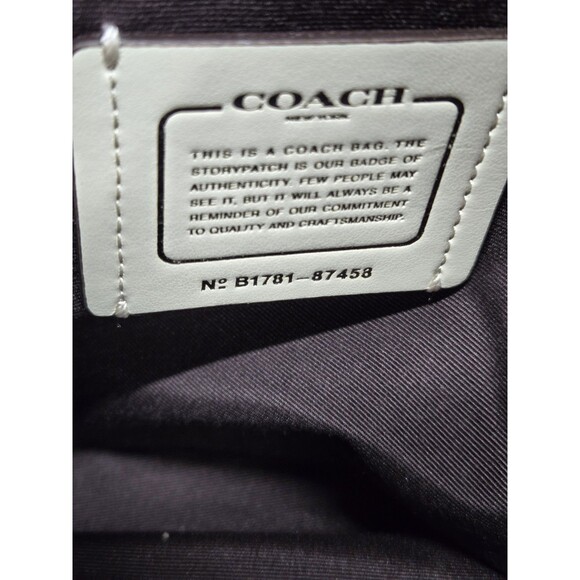 COACH
NEW YORK
THIS IS A COACH BAG. THE
STORYPATCH IS OUR BADGE OF
AUTHENTICITY. FEW PEOPLE MAY
SEE IT, BUT IT WILL ALWAYS BE A
REMINDER OF OUR COMMITMENT
TO QUALITY AND CRAFTSMANSHIP.
Nº B1781-87458